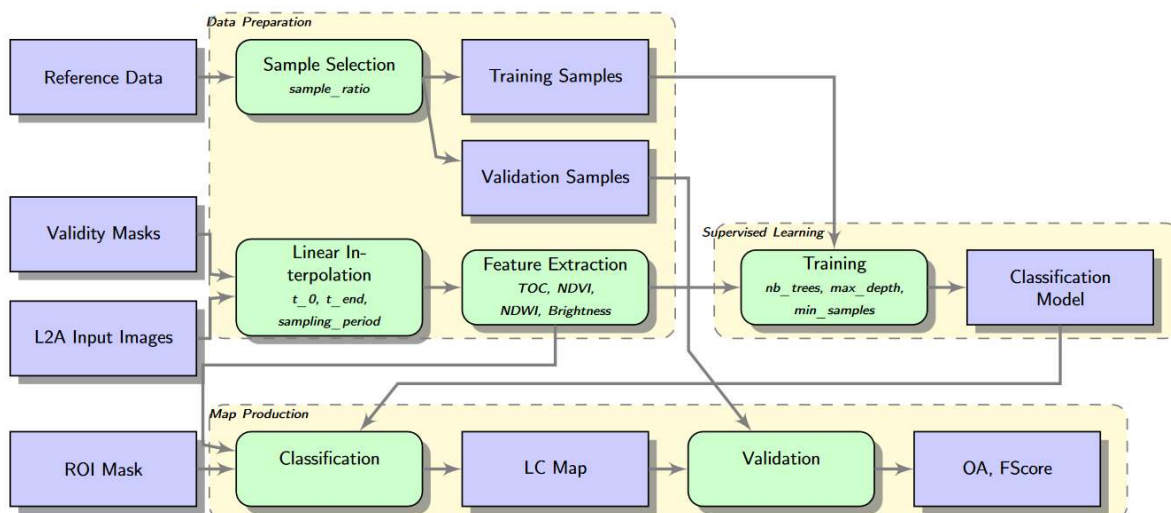 Data Preparation
Reference Data
Sample Selection
sample_ratio
Training Samples
Validation Samples
Validity Masks
Linear In-
terpolation
t_0, t_end,
sampling_period
Feature Extraction
TOC, NDVI,
NDWI, Brightness
L2A Input Images
Supervised Learning
Training
nb_trees, max_depth,
min_samples
Classification
Model
Map Production
ROI Mask
Classification
LC Map
Validation
OA, FScore